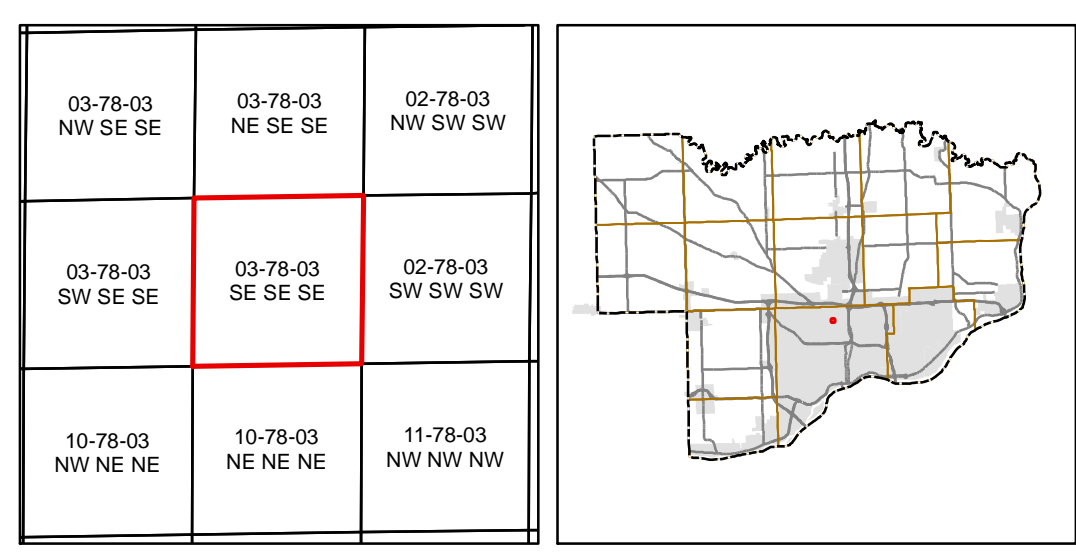 03-78-03
NW SE SE
03-78-03
NE SE SE
02-78-03
NW SW SW
03-78-03
SW SE SE
03-78-03
SE SE SE
02-78-03
SW SW SW
10-78-03
NW NE NE
10-78-03
NE NE NE
11-78-03
NW NW NW